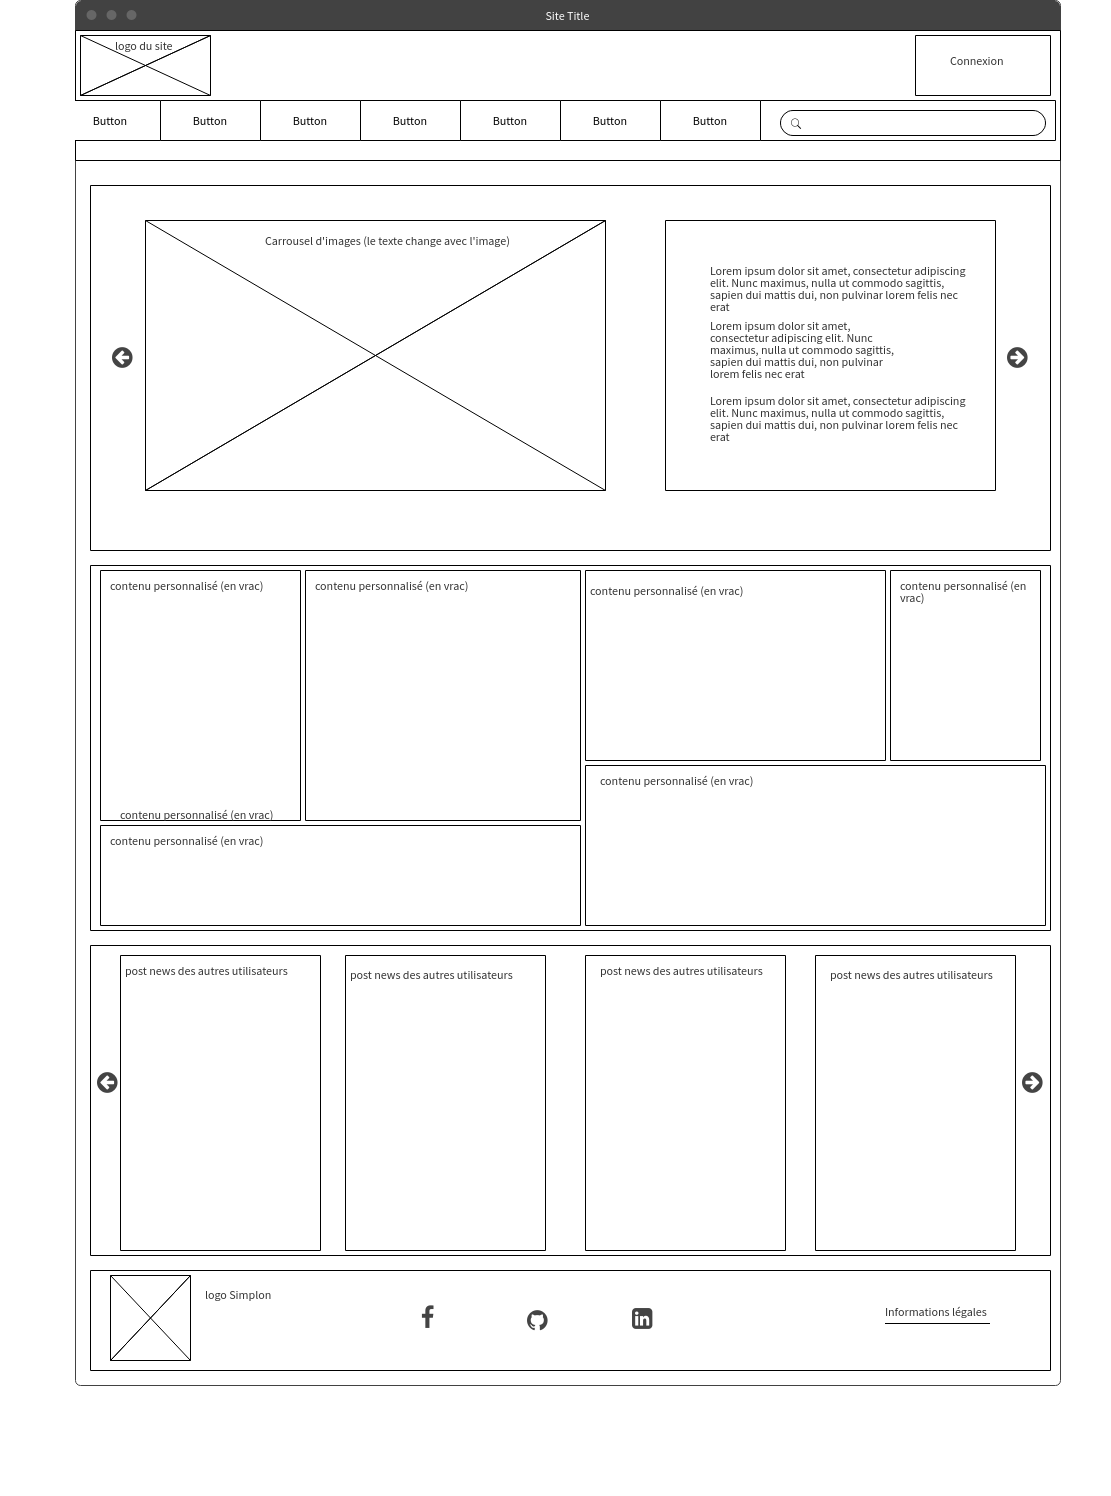 Site Title
logo du site
Connexion
Button
Button
Button
Button
Button
Button
Button
Carrousel d'images (le texte change avec l'image)
Lorem ipsum dolor sit amet, consectetur adipiscing
elit. Nunc maximus, nulla ut commodo sagittis,
sapien dui mattis dui, non pulvinar lorem felis nec
erat
Lorem ipsum dolor sit amet,
consectetur adipiscing elit. Nunc
maximus, nulla ut commodo sagittis,
sapien dui mattis dui, non pulvinar
lorem felis nec erat
Lorem ipsum dolor sit amet, consectetur adipiscing
elit. Nunc maximus, nulla ut commodo sagittis,
sapien dui mattis dui, non pulvinar lorem felis nec
erat
contenu personnalisé (en vrac)
contenu personnalisé (en vrac)
contenu personnalisé (en vrac)
contenu personnalisé (en
vrac)
contenu personnalisé (en vrac)
contenu personnalisé (en vrac)
contenu personnalisé (en vrac)
post news des autres utilisateurs
post news des autres utilisateurs
post news des autres utilisateurs
post news des autres utilisateurs
logo Simplon
Informations légales